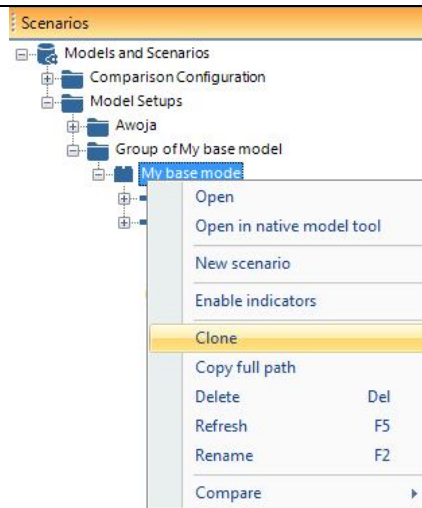 Scenarios
Models and Scenarios
Comparison Configuration
Model Setups
Awoja
Group of My base model
My base mode
Open
Open in native model tool
New scenario
Enable indicators
Clone
Copy full path
Delete Del
Refresh F5
Rename F2
Compare